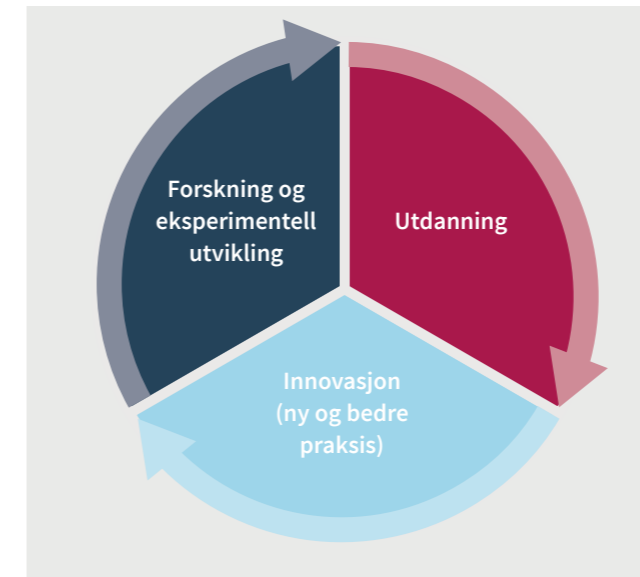 Forskning og
eksperimentell
utvikling
Utdanning
Innovasjon
(ny og bedre
praksis)